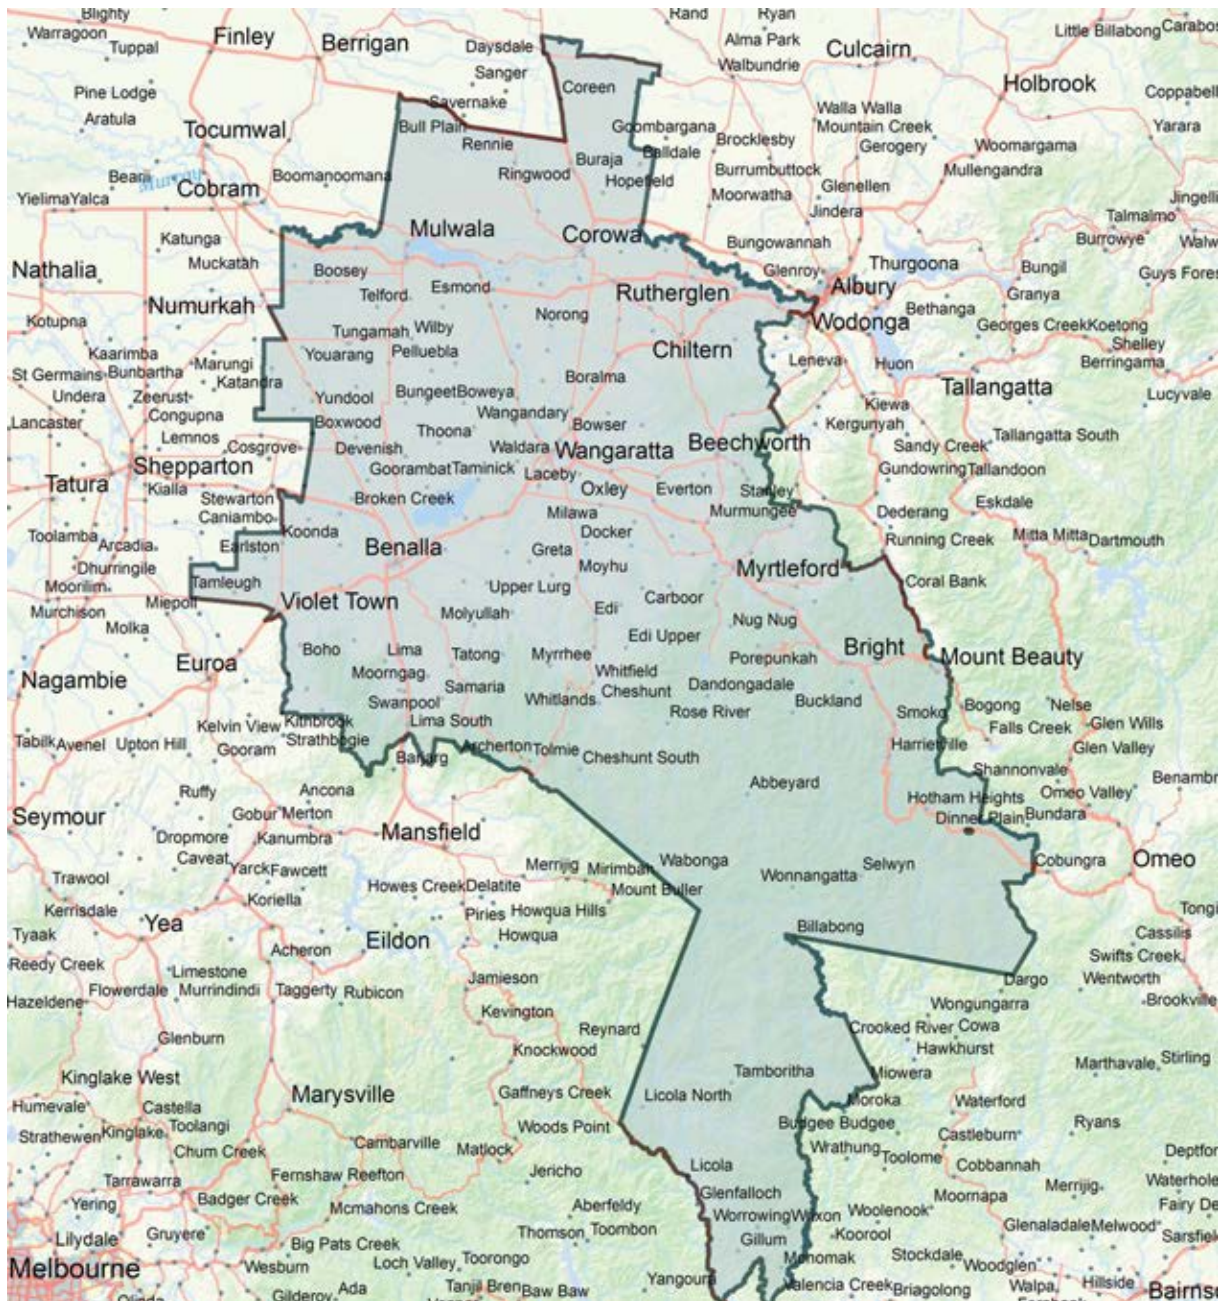 Blighty
Rand
Ryan
Little Billabong
Carabo
Warragoon
Tuppal
Finley
Berrigan
Daysdale
Alma Park
Culcairn
Walbundrie
Sanger
Holbrook
Pine Lodge
Coreen
Coppabell
Savernake
Walla Walla
Aratula
Tocumwal
Bull Plain
Goombargana
Mountain Creek
Yarara
Rennie
Brocklesby
Gerogery
Woomargama
Balldale
Buraja
Bearii
Boomanoomana
Ringwood
Hopefield
Burrumbuttock
Mullengandra
Murray
Cobram
Moorwatha
Glenellen
Yielima
Yalca
Jindera
Jingelli
Talmalmo
Mulwala
Corowa
Katunga
Bungowannah
Burrowye
Walw
Nathalia
Muckatah
Boosey
Glenroy
Thurgoona
Bungil
Guys Fores
Esmond
Telford
Rutherglen
Albury
Granya
Numurkah
Bethanga
Norong
Kotupna
Wodonga
Georges Creek
Koetong
Tungamah
Wilby
Shelley
Kaarimba
Youarang
Pelluebla
Chiltern
Leneva
Huon
Berringama
Marungi
St Germains
Bunbartha
Katandra
Boralma
Tallangatta
Undera
Zeerust
Yundool
Bungeet
Boweya
Lucyvale
Congupna
Kiewa
Lancaster
Boxwood
Wangandary
Bowser
Kergunyah
Lemnos
Thoona
Tallangatta South
Cosgrove
Devenish
Waldara
Wangaratta
Beechworth
Sandy Creek
Shepparton
Goorambat
Taminick
Laceby
Gundowring
Tallandoon
Tatura
Kialla
Stewarton
Broken Creek
Oxley
Everton
Stanley
Eskdale
Caniambo
Milawa
Murmungee
Dederang
Toolamba
Koonda
Docker
Mitta Mitta
Arcadia
Earlston
Benalla
Greta
Running Creek
Dartmouth
Dhurringile
Moyhu
Myrtleford
Moorilim
Tamleugh
Upper Lurg
Coral Bank
Murchison
Miepoll
Violet Town
Molyullah
Edi
Carboor
Nug Nug
Molka
Edi Upper
Boho
Lima
Tatong
Myrrhee
Bright
Mount Beauty
Euroa
Porepunkah
Nagambie
Moorngag
Whitfield
Samaria
Cheshunt
Dandongadale
Swanpool
Whitlands
Buckland
Bogong
Nelse
Rose River
Smoko
Kelvin View
Kithbrook
Lima South
Falls Creek
Glen Wills
Tabilk
Avenel
Upton Hill
Gooram
Strathbogie
Archerton
Tolmie
Harrietville
Glen Valley
Barjarg
Cheshunt South
Shannonvale
Benambr
Ruffy
Ancona
Abbeyard
Hotham Heights
Omeo Valley
Seymour
Gobur
Merton
Dinner Plain
Bundara
Dropmore
Kanumbra
Mansfield
Caveat
Yarck
Fawcett
Merrijig
Mirimbah
Wabonga
Selwyn
Cobungra
Omeo
Trawool
Howes Creek
Delatite
Mount Buller
Wonnangatta
Koriella
Kerrisdale
Piries
Howqua Hills
Tongi
Yea
Billabong
Tyaak
Eildon
Howqua
Cassilis
Acheron
Reedy Creek
Swifts Creek
Limestone
Jamieson
Dargo
Wentworth
Flowerdale
Murrindindi
Taggerty
Rubicon
Hazeldene
Wongungarra
Brookville
Kevington
Reynard
Crooked River
Cowa
Glenburn
Knockwood
Hawkhurst
Marthavale
Stirling
Tamboritha
Miowera
Kinglake West
Marysville
Gaffneys Creek
Licola North
Moroka
Humevale
Castella
Waterford
Woods Point
Budgee Budgee
Ryans
Strathewen
Kinglake
Toolangi
Cambarville
Castleburn
Chum Creek
Matlock
Wrathung
Toolome
Deptfor
Fernshaw
Reefton
Jericho
Licola
Cobbannah
Tarrawarra
Merrijig
Waterhole
Badger Creek
Glenfalloch
Moornapa
Yering
Mcmahons Creek
Aberfeldy
Worrowing
Woolenook
Fairy De
Lilydale
Gruyere
Thomson
Toombon
Gillum
Koorool
Glenaladale
Melwood
Sarsfiel
Big Pats Creek
Stockdale
Melbourne
Wesburn
Loch Valley
Toorongo
Monomak
Woodglen
Yangoura
Valencia Creek
Briagolong
Walpa
Hillside
Bairns
Gilderoy
Ada
Tanjil Bren
Baw Baw